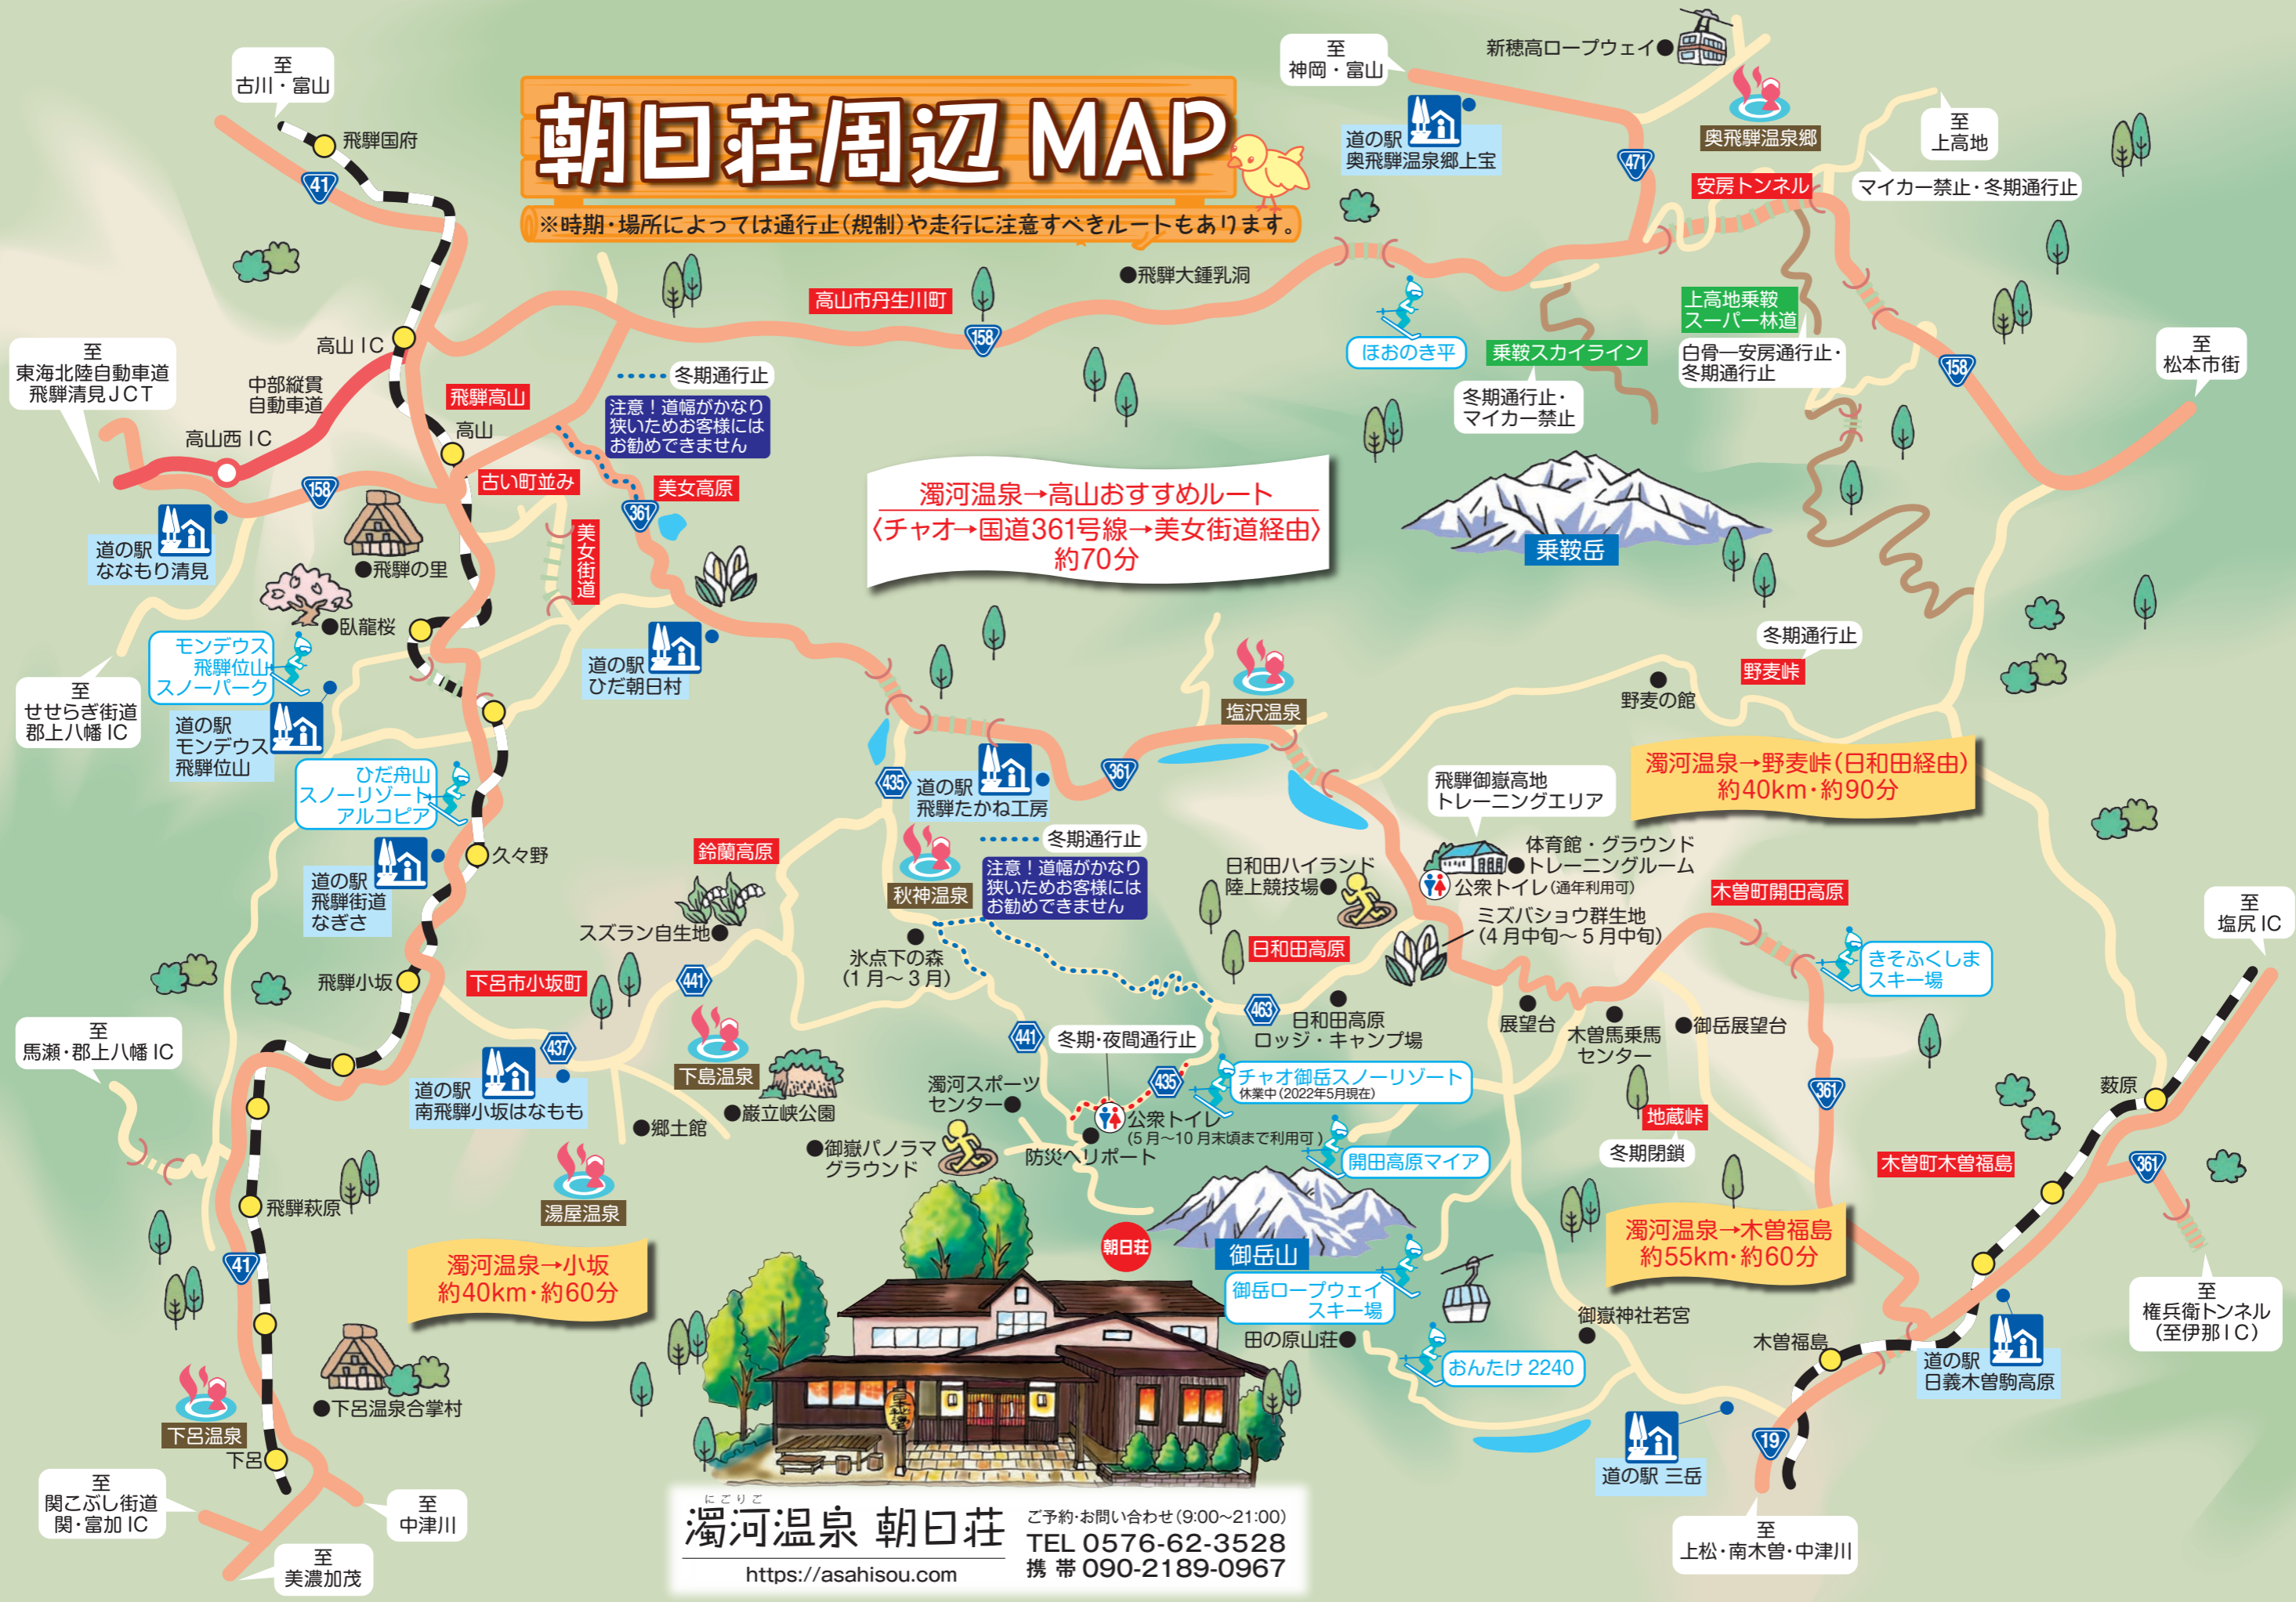 朝日荘周辺 MAP
※時期・場所によっては通行止(規制)や走行に注意すべきルートもあります。
至
古川・富山
飛騨国府
41
至
神岡・富山
新穂高ロープウェイ
道の駅
奥飛騨温泉郷上宝
奥飛騨温泉郷
至
上高地
471
安房トンネル
マイカー禁止・冬期通行止
飛騨大鍾乳洞
高山市丹生川町
158
ほおのき平
乗鞍スカイライン
冬期通行止・
マイカー禁止
上高地乗鞍
スーパー林道
白骨―安房通行止・
冬期通行止
158
至
松本市街
高山 IC
至
東海北陸自動車道
飛騨清見JCT
中部縦貫
自動車道
高山西 IC
飛騨高山
高山
冬期通行止
注意！道幅がかなり
狭いためお客様には
お勧めできません
古い町並み
美女高原
158
361
道の駅
ななもり清見
飛騨の里
美女街道
濁河温泉→高山おすすめルート
〈チャオ→国道361号線→美女街道経由〉
約70分
乗鞍岳
臥龍桜
モンデウス
飛騨位山
スノーパーク
道の駅
ひだ朝日村
至
せせらぎ街道
郡上八幡 IC
道の駅
モンデウス
飛騨位山
塩沢温泉
冬期通行止
野麦峠
野麦の館
ひだ舟山
スノーリゾート
アルコピア
435
道の駅
飛騨たかね工房
361
飛騨御嶽高地
トレーニングエリア
濁河温泉→野麦峠(日和田経由)
約40km・約90分
久々野
道の駅
飛騨街道
なぎさ
鈴蘭高原
スズラン自生地
秋神温泉
冬期通行止
注意！道幅がかなり
狭いためお客様には
お勧めできません
日和田ハイランド
陸上競技場
体育館・グラウンド
トレーニングルーム
公衆トイレ(通年利用可)
ミズバショウ群生地
(4月中旬～5月中旬)
木曽町開田高原
至
塩尻 IC
氷点下の森
(1月～3月)
日和田高原
きそふくしま
スキー場
飛騨小坂
下呂市小坂町
441
463
日和田高原
ロッジ・キャンプ場
展望台
木曽馬乗馬
センター
御岳展望台
至
馬瀬・郡上八幡 IC
437
道の駅
南飛騨小坂はなもも
下島温泉
巌立峡公園
郷土館
441
冬期・夜間通行止
濁河スポーツ
センター
435
チャオ御岳スノーリゾート
休業中(2022年5月現在)
公衆トイレ
(5月～10月末頃まで利用可)
防災ヘリポート
御嶽パノラマ
グラウンド
開田高原マイア
地蔵峠
冬期閉鎖
361
薮原
木曽町木曽福島
361
飛騨萩原
湯屋温泉
41
濁河温泉→小坂
約40km・約60分
朝日荘
御岳山
御岳ロープウェイ
スキー場
田の原山荘
おんたけ 2240
濁河温泉→木曽福島
約55km・約60分
御嶽神社若宮
木曽福島
道の駅
日義木曽駒高原
至
権兵衛トンネル
(至伊那IC)
下呂温泉
下呂温泉合掌村
下呂
至
関こぶし街道
関・富加 IC
至
中津川
至
美濃加茂
道の駅 三岳
19
至
上松・南木曽・中津川
にごりご
濁河温泉 朝日荘
https://asahisou.com
ご予約・お問い合わせ(9:00～21:00)
TEL 0576-62-3528
携 帯 090-2189-0967